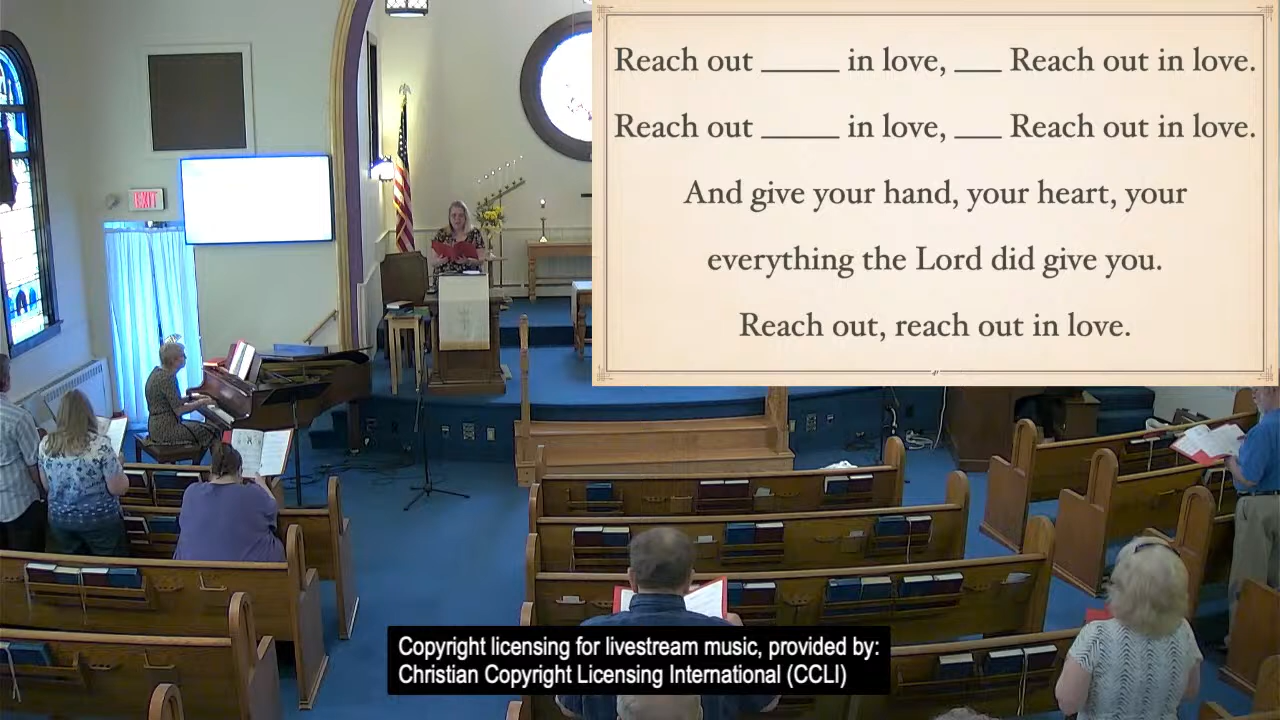 Reach out _____ in love, ___ Reach out in love.
Reach out _____ in love, ___ Reach out in love.
And give your hand, your heart, your
everything the Lord did give you.
Reach out, reach out in love.
EXIT
Copyright licensing for livestream music, provided by:
Christian Copyright Licensing International (CCLI)